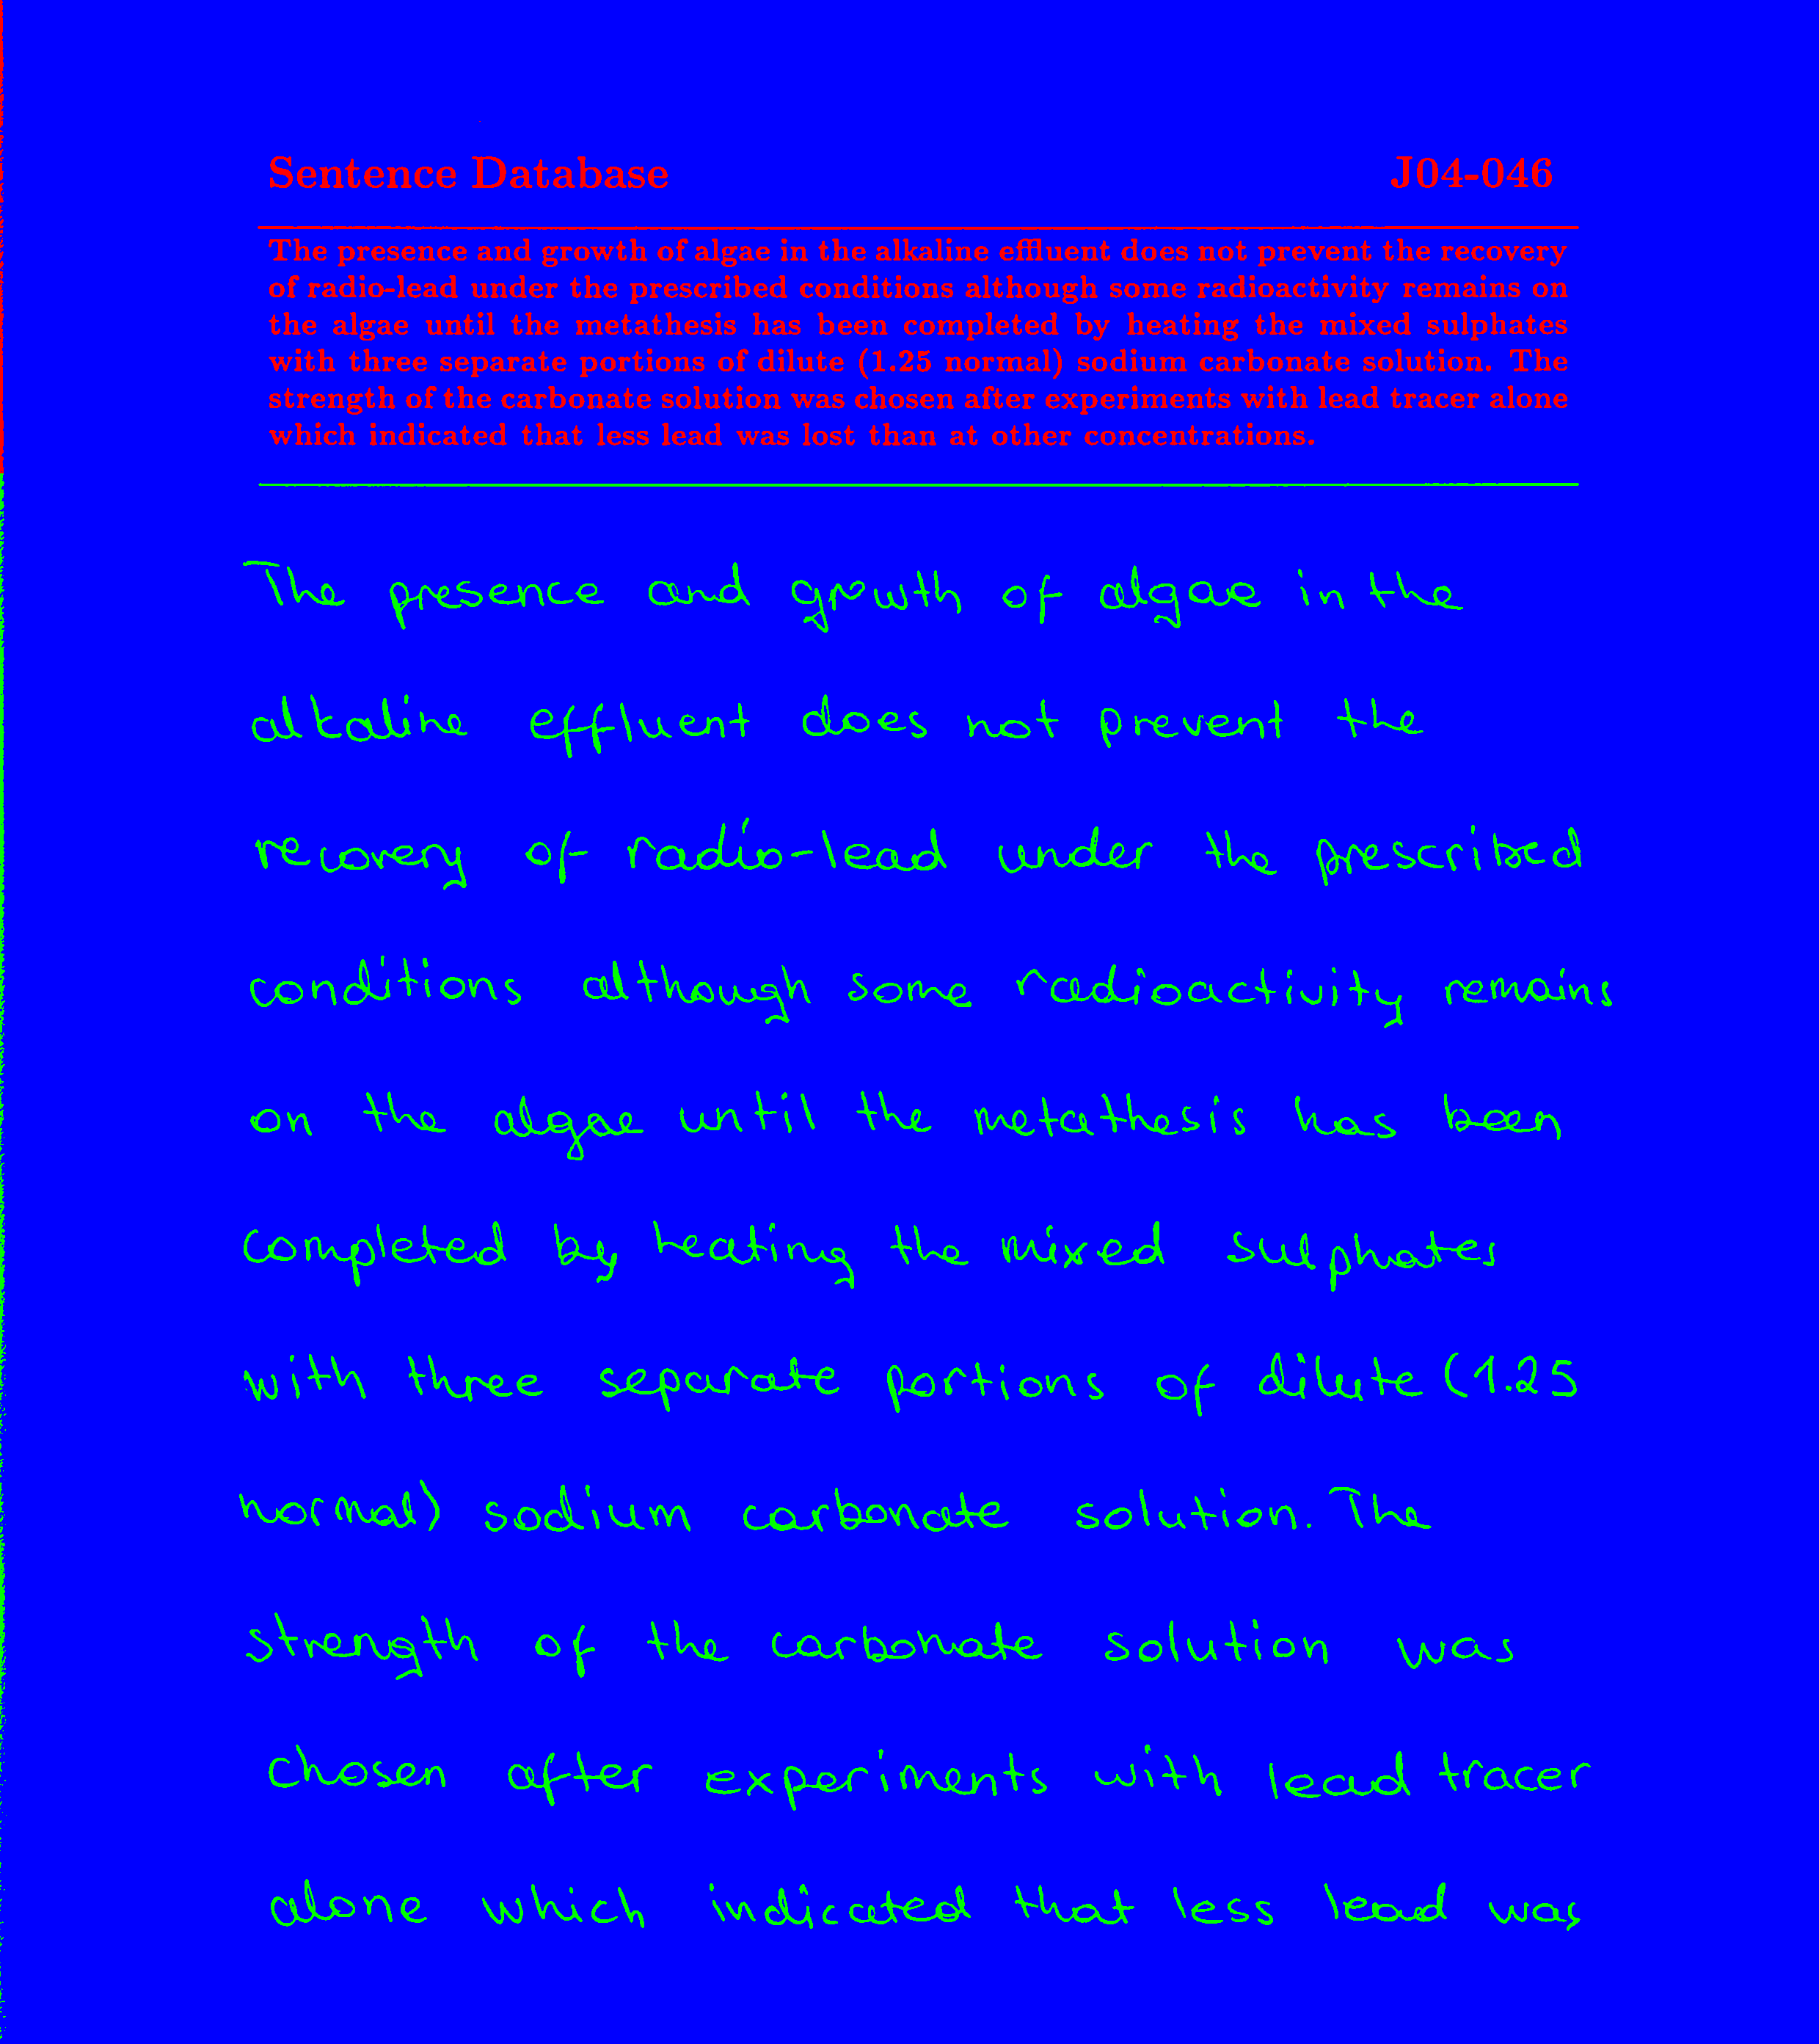 Sentence Database J04-046
The presence and growth of algae in the alkaline effluent does not prevent the recovery
of radio-lead under the prescribed conditions although some radioactivity remains on
the algae until the metathesis has been completed by heating the mixed sulphates
with three separate portions of dilute (1.25 normal) sodium carbonate solution. The
strength of the carbonate solution was chosen after experiments with lead tracer alone
which indicated that less lead was lost than at other concentrations.
The presence and growth of algae in the
alkaline effluent does not prevent the
recovery of radio-lead under the prescribed
conditions although some radioactivity remains
on the algae until the metathesis has been
completed by heating the mixed sulphates
with three separate portions of dilute (1.25
normal) sodium carbonate solution. The
strength of the carbonate solution was
chosen after experiments with lead tracer
alone which indicated that less lead was